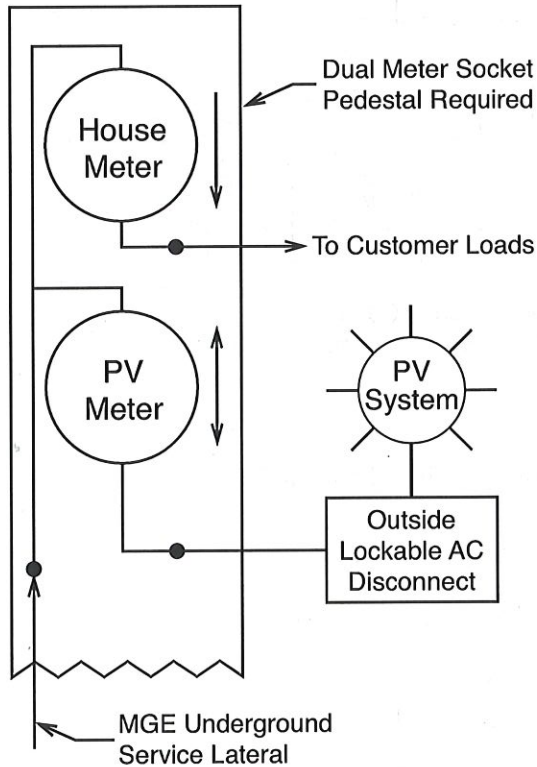 House
Meter
Dual Meter Socket
Pedestal Required
To Customer Loads
PV
Meter
PV
System
Outside
Lockable AC
Disconnect
MGE Underground
Service Lateral